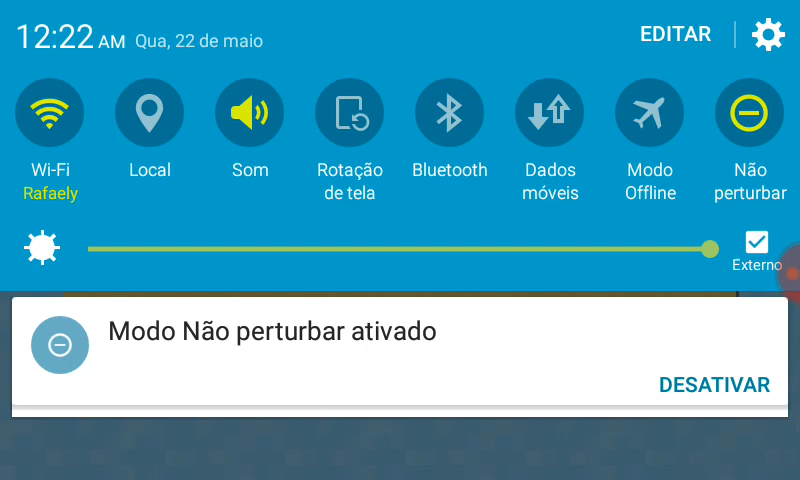 12:22 AM Qua, 22 de maio EDITAR
Wi-Fi Local Som Rotação Bluetooth Dados Modo Não
Rafaely de tela móveis Offline perturbar
Externo
Modo Não perturbar ativado
DESATIVAR